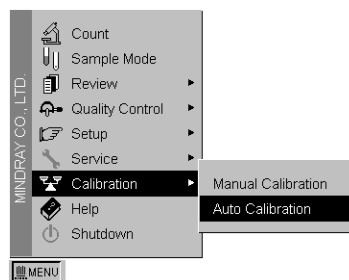 MINDRAY CO., LTD.
Count
Sample Mode
Review
Quality Control
Setup
Service
Calibration
Help
Shutdown
Manual Calibration
Auto Calibration
MENU